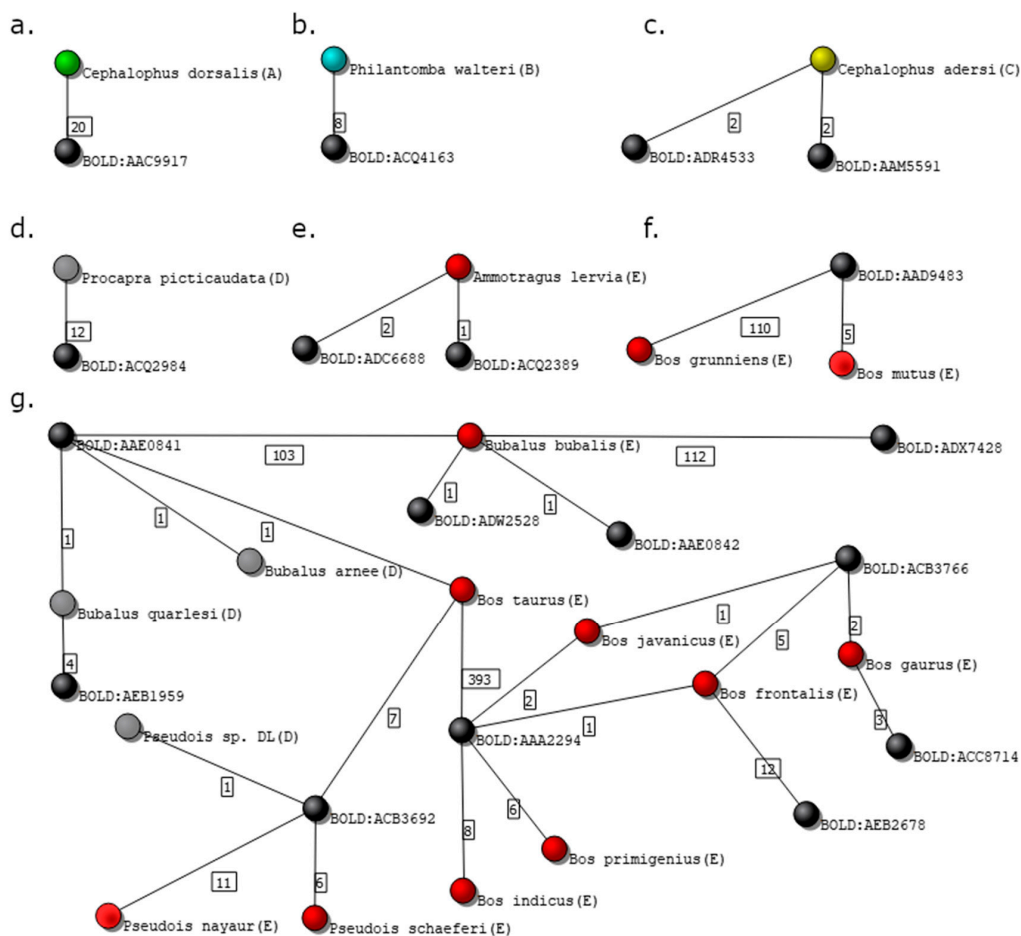 a.
b.
c.
Cephalophus dorsalis(A)
20
BOLD:AAC9917
Philantomba walteri(B)
8
BOLD:ACQ4163
Cephalophus adersi(C)
2
2
BOLD:ADR4533
BOLD:AAM5591
d.
e.
f.
Procapra picticaudata(D)
12
BOLD:ACQ2984
Ammotragus lervia(E)
2
1
BOLD:ADC6688
BOLD:ACQ2389
BOLD:AAD9483
110
5
Bos grunniens(E)
Bos mutus(E)
g.
BOLD:AAE0841
103
Bubalus bubalis(E)
112
BOLD:ADX7428
1
1
BOLD:ADW2528
BOLD:AAE0842
1
1
1
Bubalus arnee(D)
BOLD:ACB3766
Bubalus quarlesi(D)
Bos taurus(E)
1
5
2
Bos javanicus(E)
Bos gaurus(E)
4
BOLD:AEB1959
393
2
Bos frontalis(E)
7
1
3
Pseudois sp. DL(D)
BOLD:AAA2294
BOLD:ACC8714
1
12
BOLD:ACB3692
8
6
BOLD:AEB2678
Bos primigenius(E)
11
6
Bos indicus(E)
Pseudois nayaur(E)
Pseudois schaeferi(E)